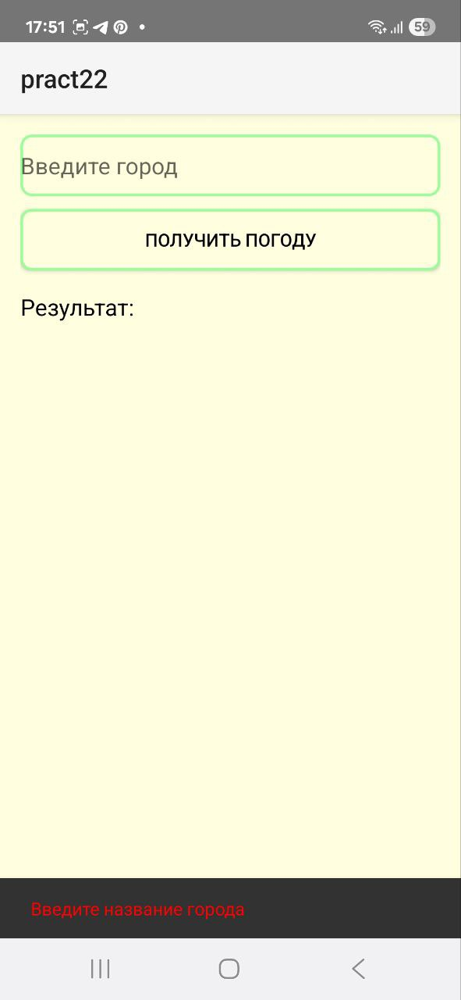 17:51
59
pract22
Введите город
ПОЛУЧИТЬ ПОГОДУ
Результат:
Введите название города